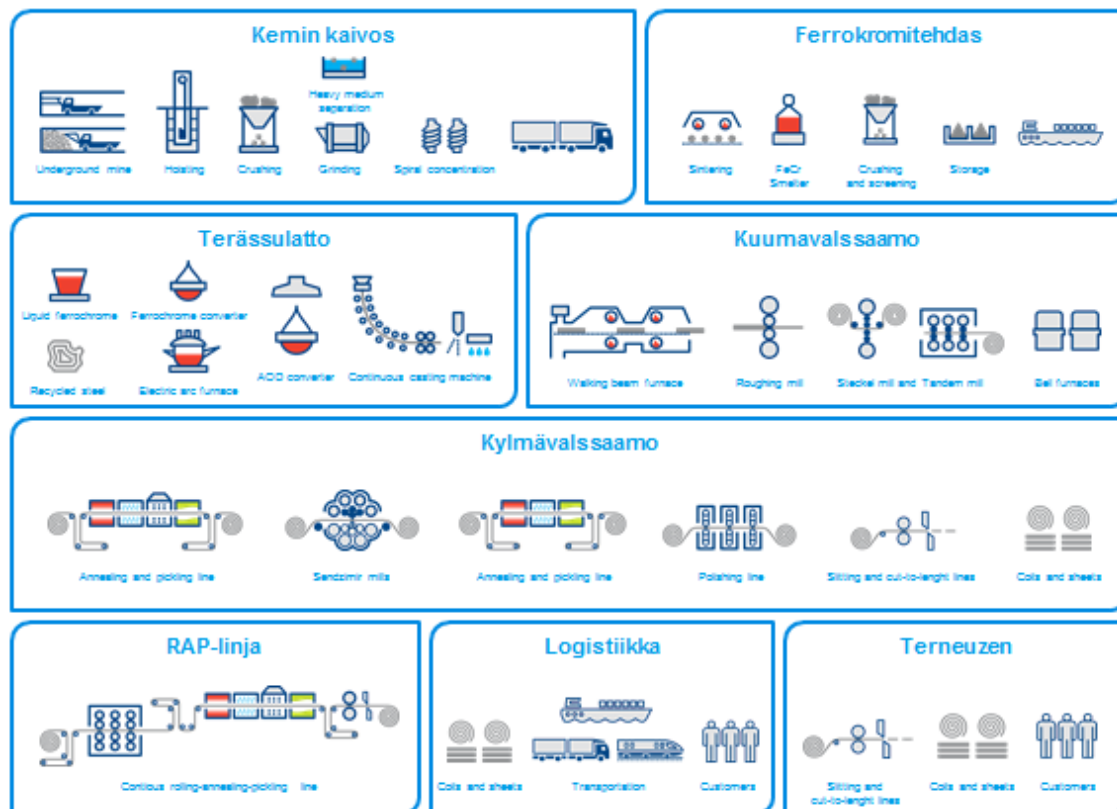 Kemin kaivos
Heavy medium
separation
Underground mine
Hoisting
Crushing
Grinding
Spiral concentration
Ferrokromitehdas
Sintering
FeCr
Smelter
Crushing
and screening
Storage
Terässulatto
Liquid ferrochrome
Ferrochrome converter
Recycled steel
Electric arc furnace
AOD converter
Continuous casting machine
Kuumavalssaamo
Walking beam furnace
Roughing mill
Steckel mill and Tandem mill
Bell furnaces
Kylmävalssaamo
Annealing and pickling line
Sendzimir mills
Annealing and pickling line
Polishing line
Slitting and cut-to-lenght lines
Coils and sheets
RAP-linja
Contious rolling-annealing-pickling line
Logistiikka
Coils and sheets
Transportation
Customers
Terneuzen
Slitting and
cut-to-lenght lines
Coils and sheets
Customers